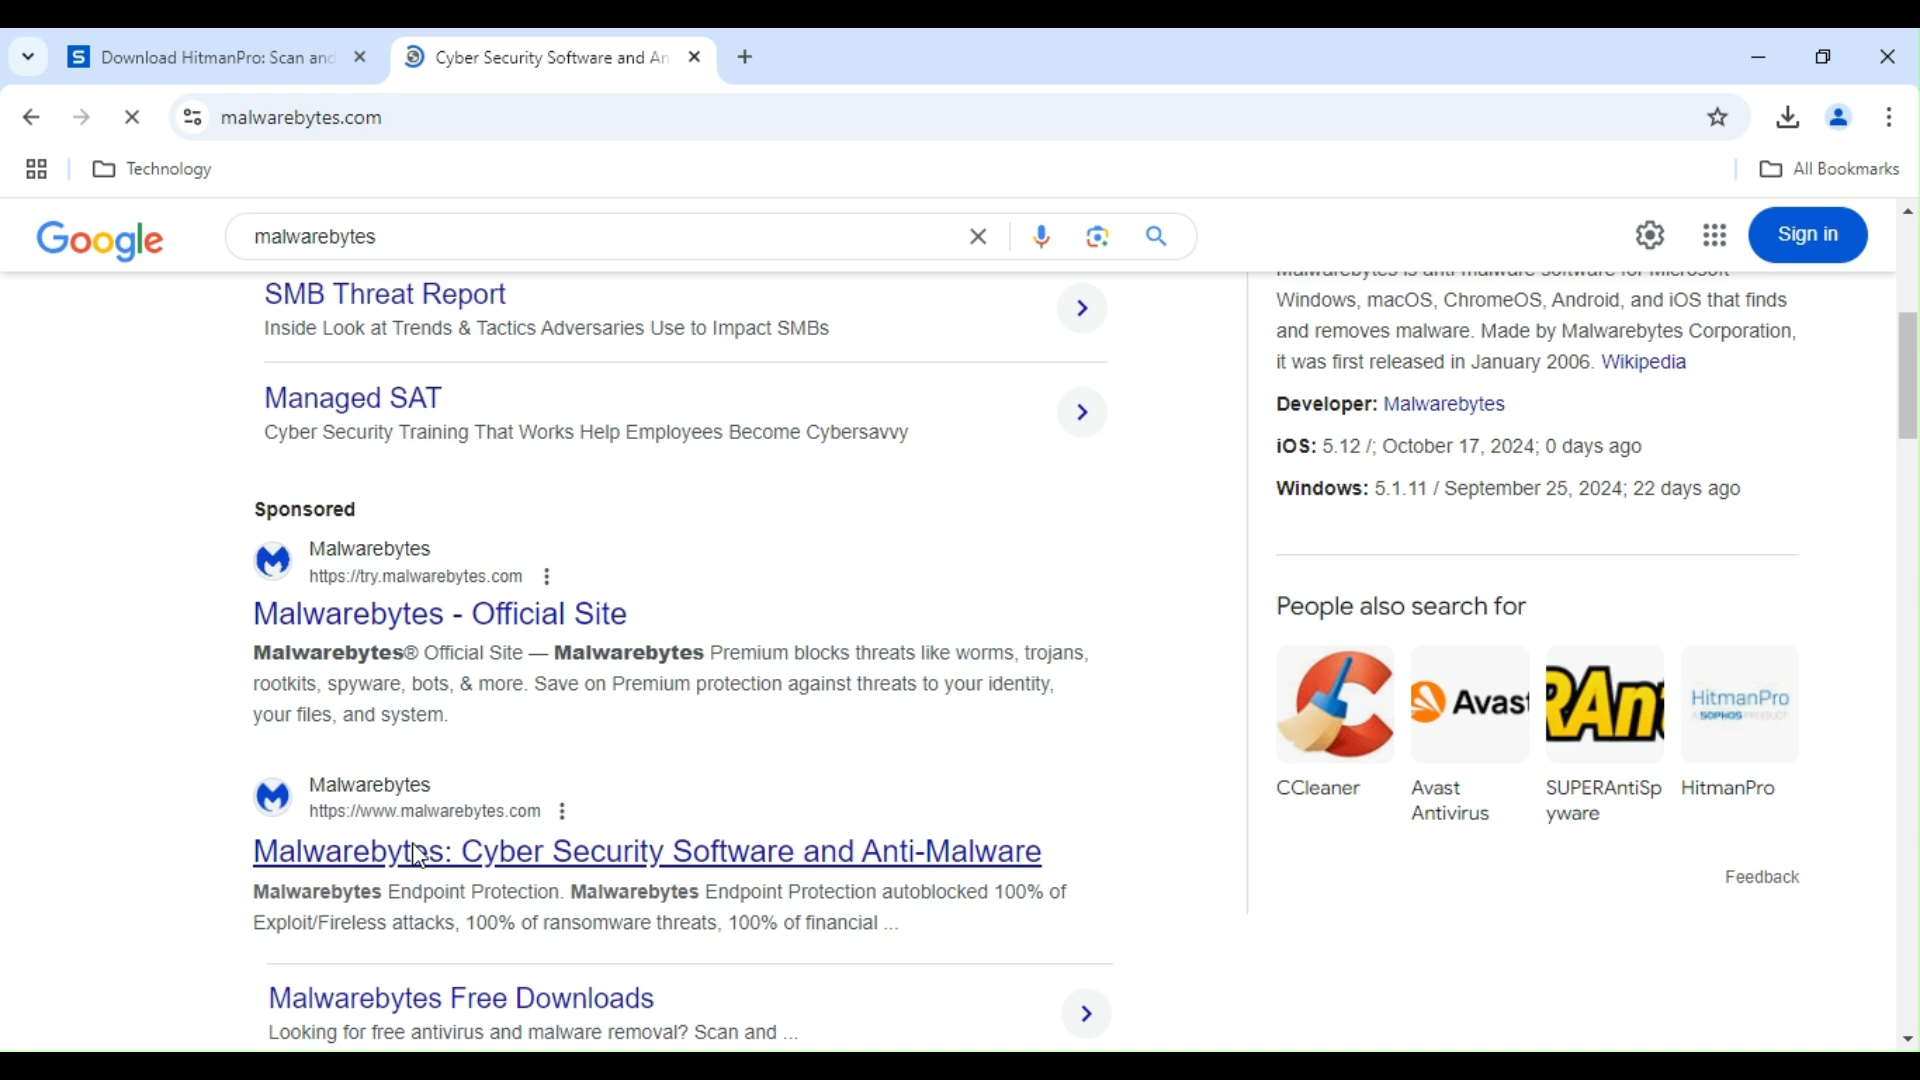 Download HitmanPro: Scan and
Cyber Security Software and An
malwarebytes.com
Technology
All Bookmarks
Google
malwarebytes
Sign in
SMB Threat Report
Inside Look at Trends & Tactics Adversaries Use to Impact SMBs
Managed SAT
Cyber Security Training That Works Help Employees Become Cybersavvy
Sponsored
Malwarebytes
https://try.malwarebytes.com
Malwarebytes - Official Site
Malwarebytes® Official Site — Malwarebytes Premium blocks threats like worms, trojans,
rootkits, spyware, bots, & more. Save on Premium protection against threats to your identity,
your files, and system.
Malwarebytes
https://www.malwarebytes.com
Malwarebytes: Cyber Security Software and Anti-Malware
Malwarebytes Endpoint Protection. Malwarebytes Endpoint Protection autoblocked 100% of
Exploit/Fireless attacks, 100% of ransomware threats, 100% of financial ...
Malwarebytes Free Downloads
Looking for free antivirus and malware removal? Scan and ...
Malwarebytes is anti-malware software for Microsoft
Windows, macOS, ChromeOS, Android, and iOS that finds
and removes malware. Made by Malwarebytes Corporation,
it was first released in January 2006. Wikipedia
Developer: Malwarebytes
iOS: 5.12 /; October 17, 2024; 0 days ago
Windows: 5.1.11 / September 25, 2024; 22 days ago
People also search for
Avast
RAnt
HitmanPro
A SOPHOS PRODUCT
CCleaner
Avast
Antivirus
SUPERAntiSp
yware
HitmanPro
Feedback